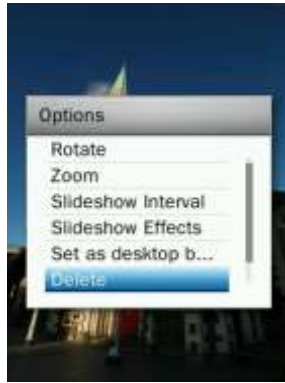 Options
Rotate
Zoom
Slideshow Interval
Slideshow Effects
Set as desktop b...
Delete